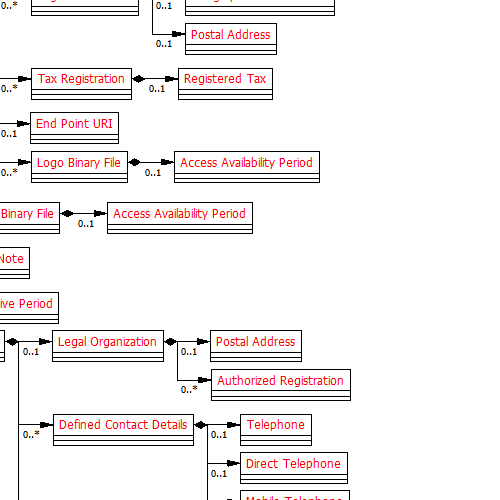 0..*
0..1
Postal Address
0..1
Tax Registration
Registered Tax
0..*
0..1
End Point URI
0..1
Logo Binary File
Access Availability Period
0..*
0..1
Binary File
Access Availability Period
0..1
Note
Period
Legal Organization
Postal Address
0..1
0..1
Authorized Registration
0..*
Defined Contact Details
Telephone
0..*
0..1
Direct Telephone
0..1